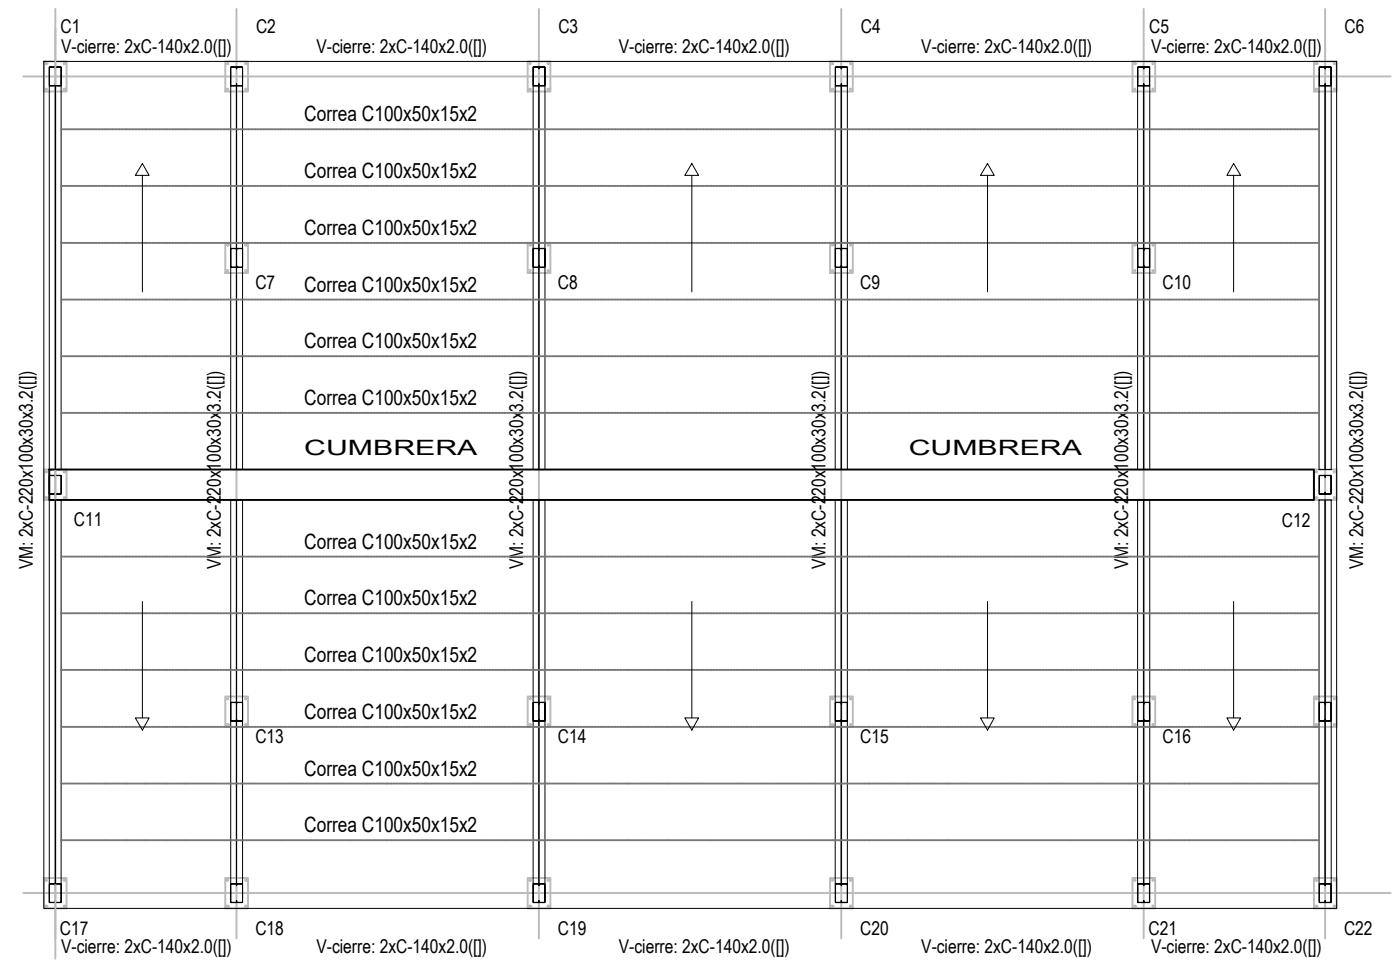 C1
C2
C3
C4
C5
C6
V-cierre: 2xC-140x2.0([])
V-cierre: 2xC-140x2.0([])
V-cierre: 2xC-140x2.0([])
V-cierre: 2xC-140x2.0([])
V-cierre: 2xC-140x2.0([])
Correa C100x50x15x2
Correa C100x50x15x2
Correa C100x50x15x2
C7
Correa C100x50x15x2
C8
C9
C10
Correa C100x50x15x2
Correa C100x50x15x2
VM: 2xC-220x100x30x3.2([])
VM: 2xC-220x100x30x3.2([])
VM: 2xC-220x100x30x3.2([])
VM: 2xC-220x100x30x3.2([])
VM: 2xC-220x100x30x3.2([])
VM: 2xC-220x100x30x3.2([])
CUMBRERA
CUMBRERA
C11
C12
Correa C100x50x15x2
Correa C100x50x15x2
Correa C100x50x15x2
Correa C100x50x15x2
C13
C14
C15
C16
Correa C100x50x15x2
Correa C100x50x15x2
C17
C18
C19
C20
C21
C22
V-cierre: 2xC-140x2.0([])
V-cierre: 2xC-140x2.0([])
V-cierre: 2xC-140x2.0([])
V-cierre: 2xC-140x2.0([])
V-cierre: 2xC-140x2.0([])